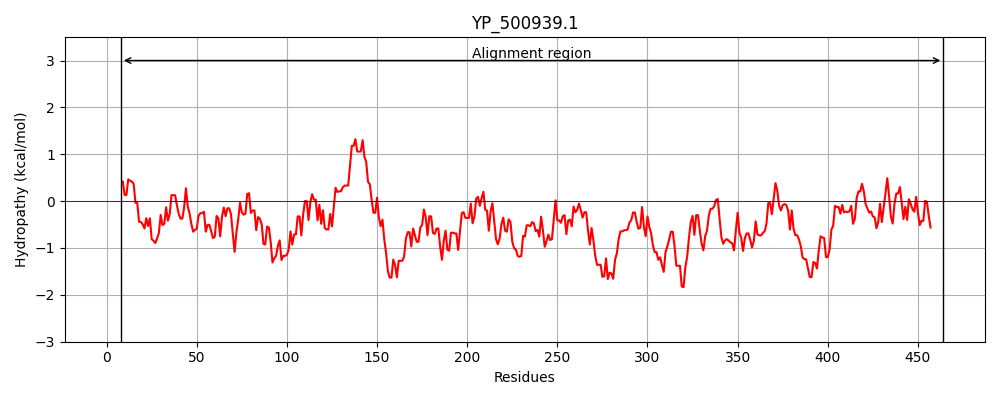 YP_500939.1
Alignment region
Hydropathy (kcal/mol)
3
2
1
0
−1
−2
−3
0 50 100 150 200 250 300 350 400 450
Residues